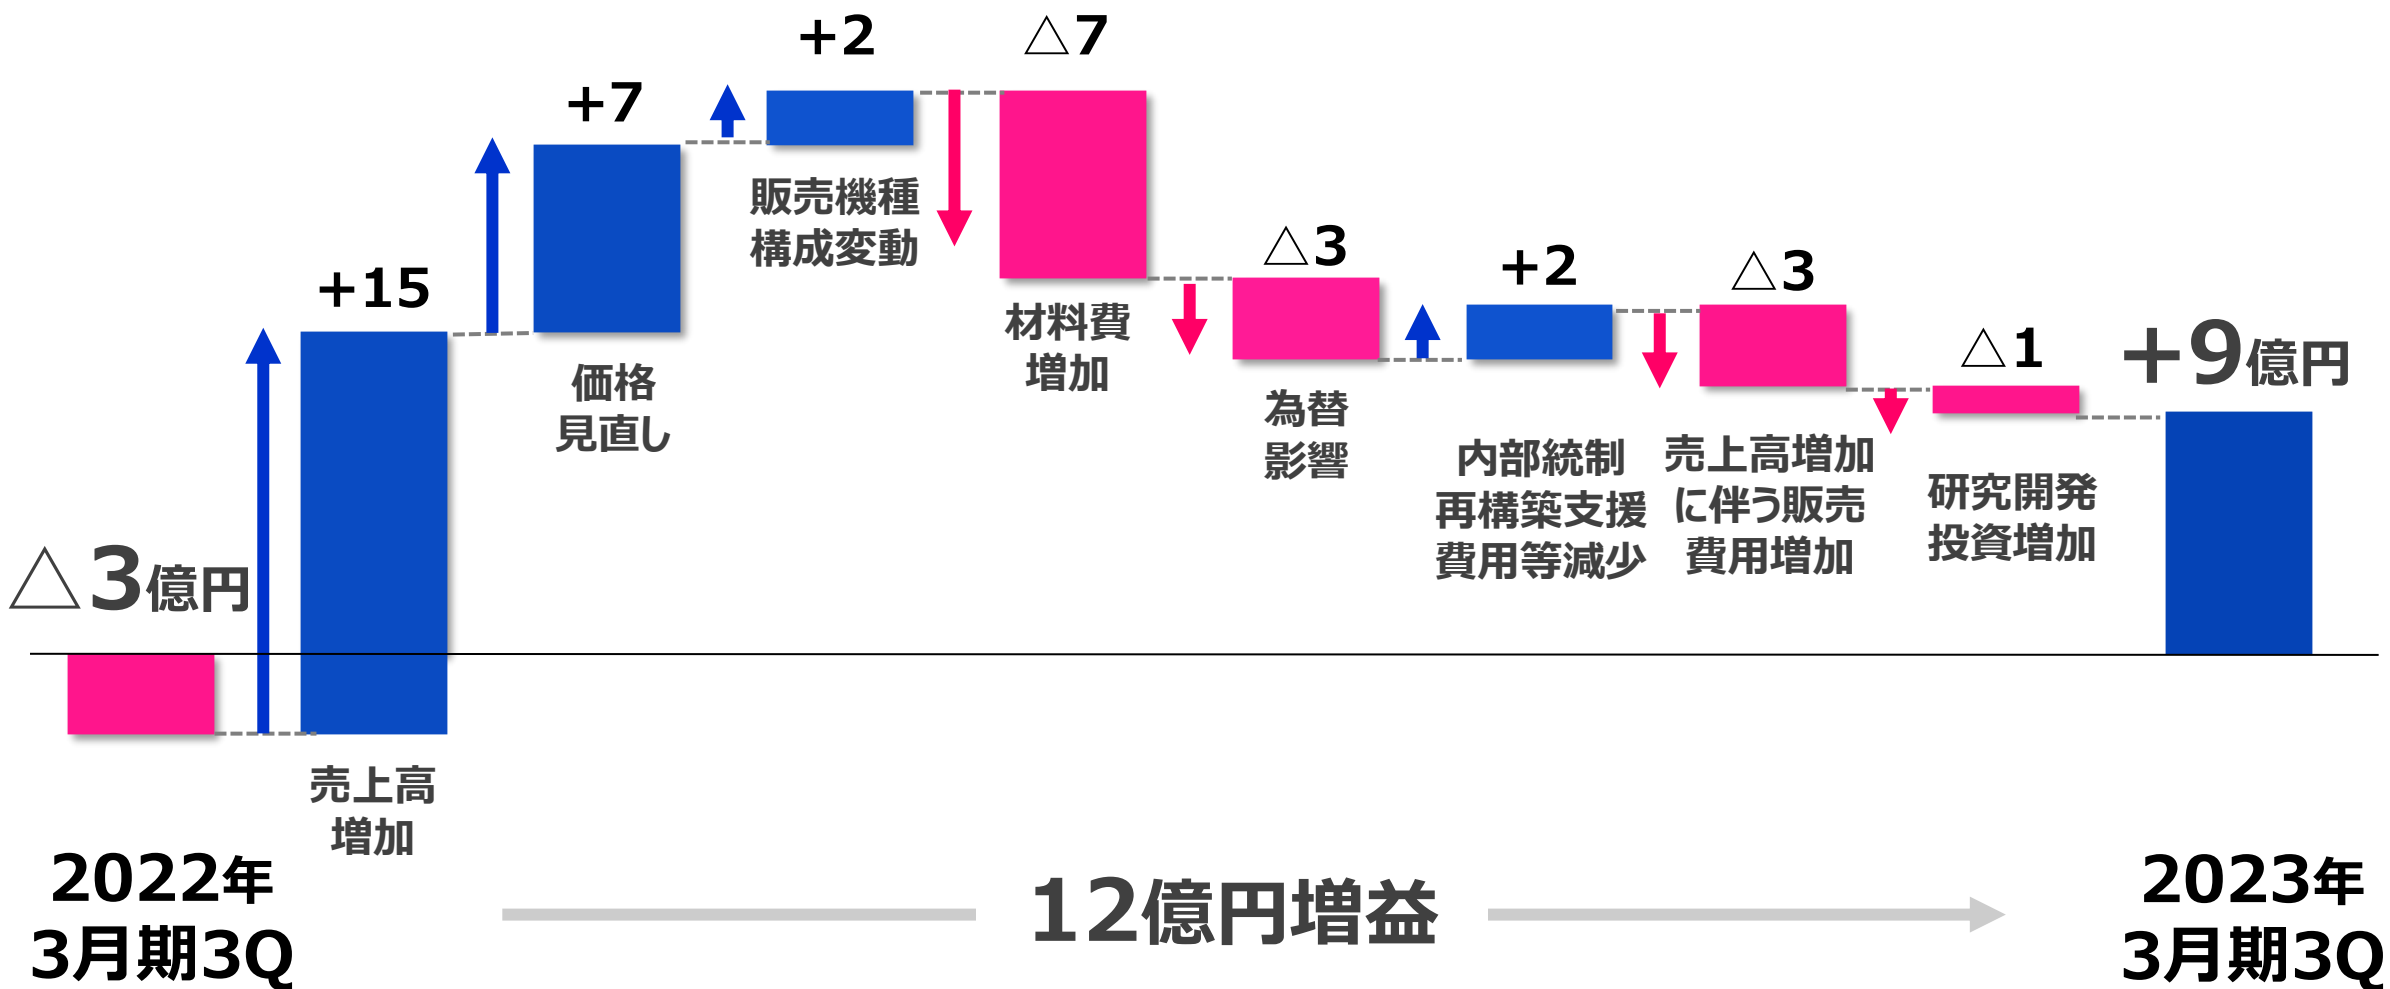 △3億円
2022年
3月期3Q
+15
売上高
増加
+7
価格
見直し
+2
販売機種
構成変動
△7
材料費
増加
△3
為替
影響
+2
内部統制
再構築支援
費用等減少
△3
売上高増加
に伴う販売
費用増加
△1
研究開発
投資増加
+9億円
2023年
3月期3Q
12億円増益